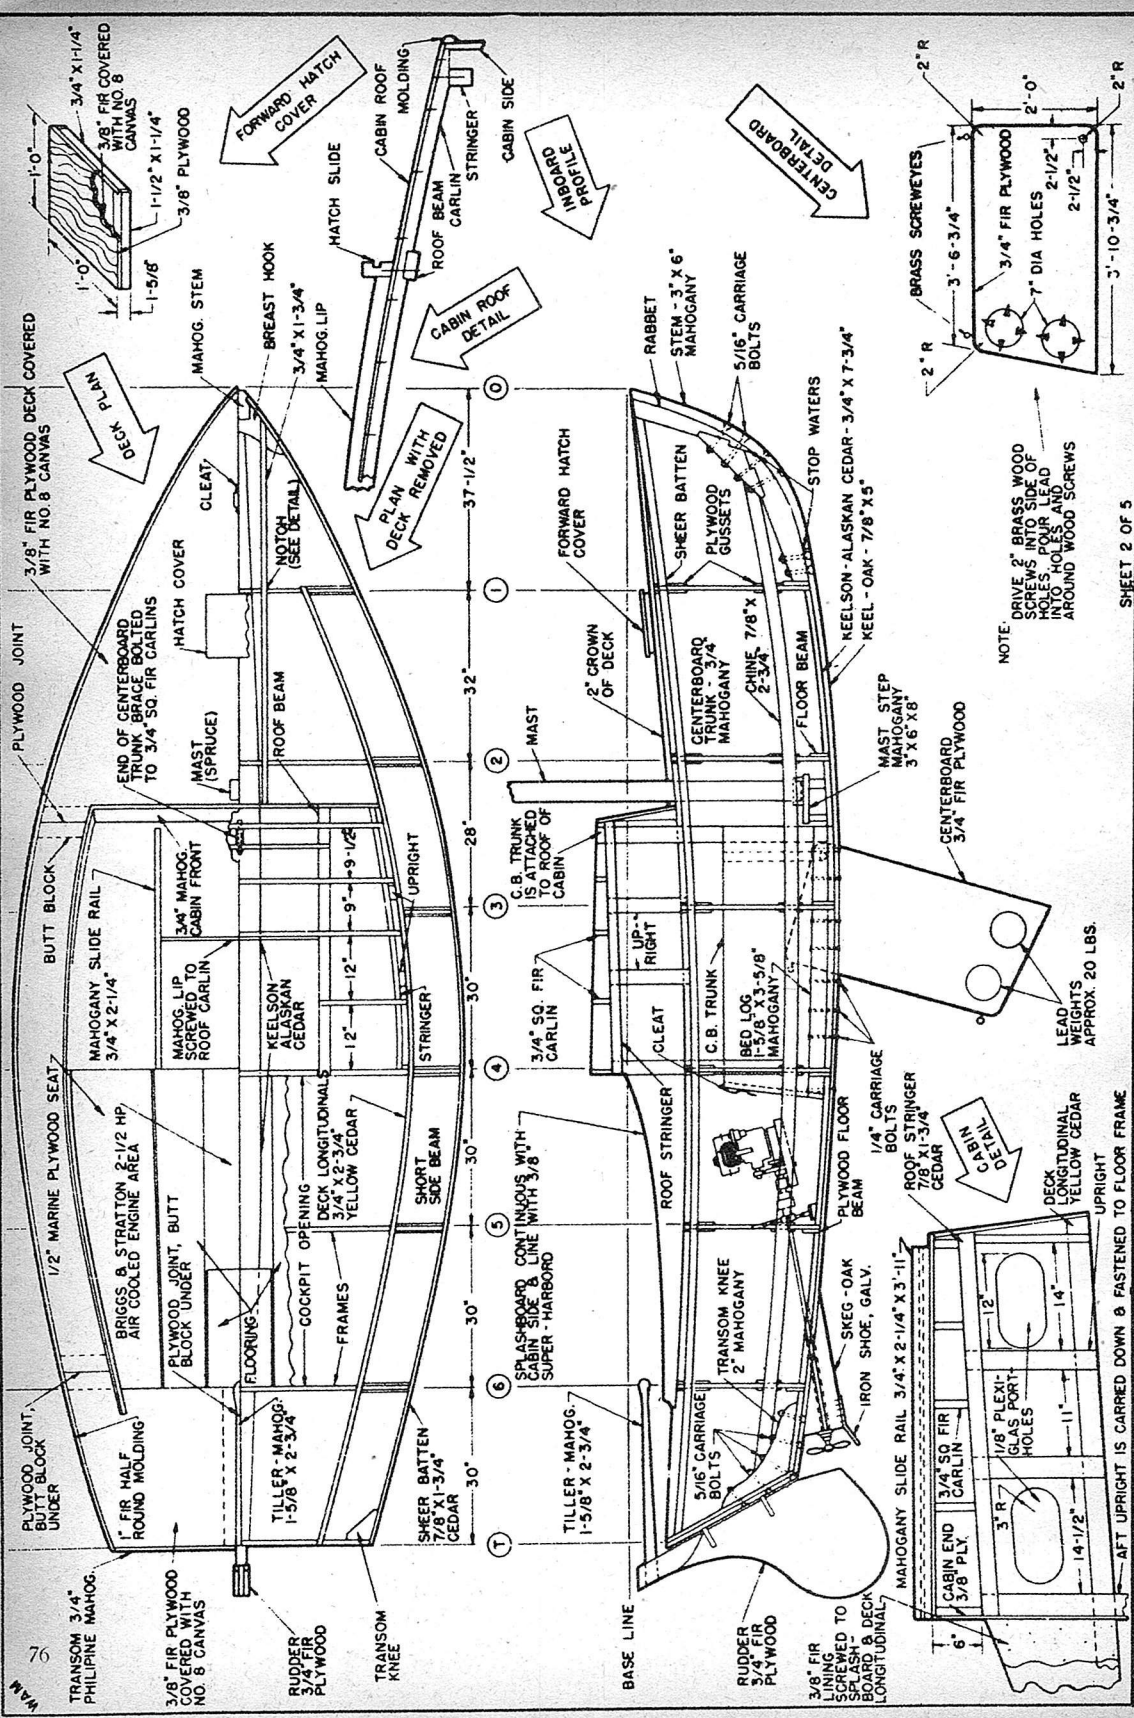 76
WAM
TRANSOM 3/4"
PHILIPINE MAHOG.
3/8" FIR PLYWOOD
COVERED WITH
NO. 8 CANVAS
RUDDER
3/4" FIR
PLYWOOD
TRANSOM
KNEE
PLYWOOD JOINT,
BUTT BLOCK
UNDER
1" FIR HALF
ROUND MOLDING
1/2" MARINE PLYWOOD SEAT
BRIGGS & STRATTON 2-1/2 HP.
AIR COOLED ENGINE AREA
PLYWOOD JOINT, BUTT
BLOCK UNDER
FLOORING
COCKPIT OPENING
FRAMES
TILLER-MAHOG.
1-5/8" X 2-3/4"
SHEER BATTEN
7/8" X 1-3/4"
CEDAR
DECK LONGITUDINALS
3/4" X 2-3/4"
YELLOW CEDAR
SHORT
SIDE BEAM
BUTT BLOCK
PLYWOOD JOINT
MAHOGANY SLIDE RAIL
3/4" X 2-1/4"
3/4" MAHOG.
CABIN FRONT
MAHOG. LIP
SCREWED TO
ROOF CARLIN
KEELSON
ALASKAN
CEDAR
12"
12"
9"
9-1/2"
STRINGER
UPRIGHT
3/8" FIR PLYWOOD DECK COVERED
WITH NO. 8 CANVAS
END OF CENTERBOARD
TRUNK BRACE BOLTED
TO 3/4" SQ. FIR CARLINS
MAST
(SPRUCE)
ROOF BEAM
HATCH COVER
CLEAT
NOTCH
(SEE DETAIL)
DECK PLAN
MAHOG. STEM
BREAST HOOK
3/4" X 1-3/4"
MAHOG. LIP
PLAN WITH
DECK REMOVED
1'-0"
1'-0"
3/4" X 1-1/4"
3/8" FIR COVERED
WITH NO. 8
CANVAS
1-1/2" X 1-1/4"
3/8" PLYWOOD
1-5/8"
FORWARD HATCH
COVER
HATCH SLIDE
CABIN ROOF
MOLDING
ROOF BEAM
CARLIN
STRINGER
CABIN SIDE
CABIN ROOF
DETAIL
INBOARD
PROFILE
T
30"
6
30"
5
30"
4
30"
3
28"
2
32"
1
37-1/2"
0
BASE LINE
TILLER-MAHOG.
1-5/8" X 2-3/4"
SPLASHBOARD CONTINUOUS WITH
CABIN SIDE & LINE WITH 3/8"
SUPER-HARBORD
3/4" SQ. FIR
CARLIN
C.B. TRUNK
IS ATTACHED
TO ROOF OF
CABIN
MAST
2" CROWN
OF DECK
FORWARD HATCH
COVER
RABBET
STEM - 3" X 6"
MAHOGANY
5/16" CARRIAGE
BOLTS
SHEER BATTEN
PLYWOOD
GUSSETS
STOP WATERS
CENTERBOARD
TRUNK - 3/4"
MAHOGANY
CHINE 7/8" X
2-3/4"
FLOOR BEAM
KEELSON-ALASKAN CEDAR-3/4" X 7-3/4"
KEEL-OAK-7/8" X 5"
MAST STEP
MAHOGANY
3" X 6" X 8"
CENTERBOARD
3/4" FIR PLYWOOD
UP-
RIGHT
ROOF STRINGER
CLEAT
C.B. TRUNK
BED LOG
1-5/8" X 3-5/8"
MAHOGANY
LEAD
WEIGHTS
APPROX. 20 LBS.
1/4" CARRIAGE
BOLTS
PLYWOOD FLOOR
BEAM
TRANSOM KNEE
2" MAHOGANY
5/16" CARRIAGE
BOLTS
SKEG-OAK
IRON SHOE, GALV.
RUDDER
3/4" FIR
PLYWOOD
3/8" FIR
LINING
SCREWED TO
SPLASH-
BOARD & DECK
LONGITUDINAL
MAHOGANY SLIDE RAIL 3/4" X 2-1/4" X 3'-11"
ROOF STRINGER
7/8" X 1-3/4"
CEDAR
CABIN
DETAIL
CABIN END
3/8" PLY.
3/4" SQ FIR
CARLIN
1/8" PLEXI-
GLAS PORT-
HOLES
3" R
6"
12"
14"
11"
14-1/2"
DECK
LONGITUDINAL
YELLOW CEDAR
UPRIGHT
AFT UPRIGHT IS CARRED DOWN & FASTENED TO FLOOR FRAME
CENTERBOARD
DETAIL
BRASS SCREWEYES
2" R
2" R
2" R
3'-6-3/4"
2'-0"
3/4" FIR PLYWOOD
7" DIA HOLES
2-1/2"
2-1/2"
3'-10-3/4"
NOTE:
DRIVE 2" BRASS WOOD
SCREWS INTO SIDE OF
HOLES, POUR LEAD
INTO HOLES AND
AROUND WOOD SCREWS
SHEET 2 OF 5